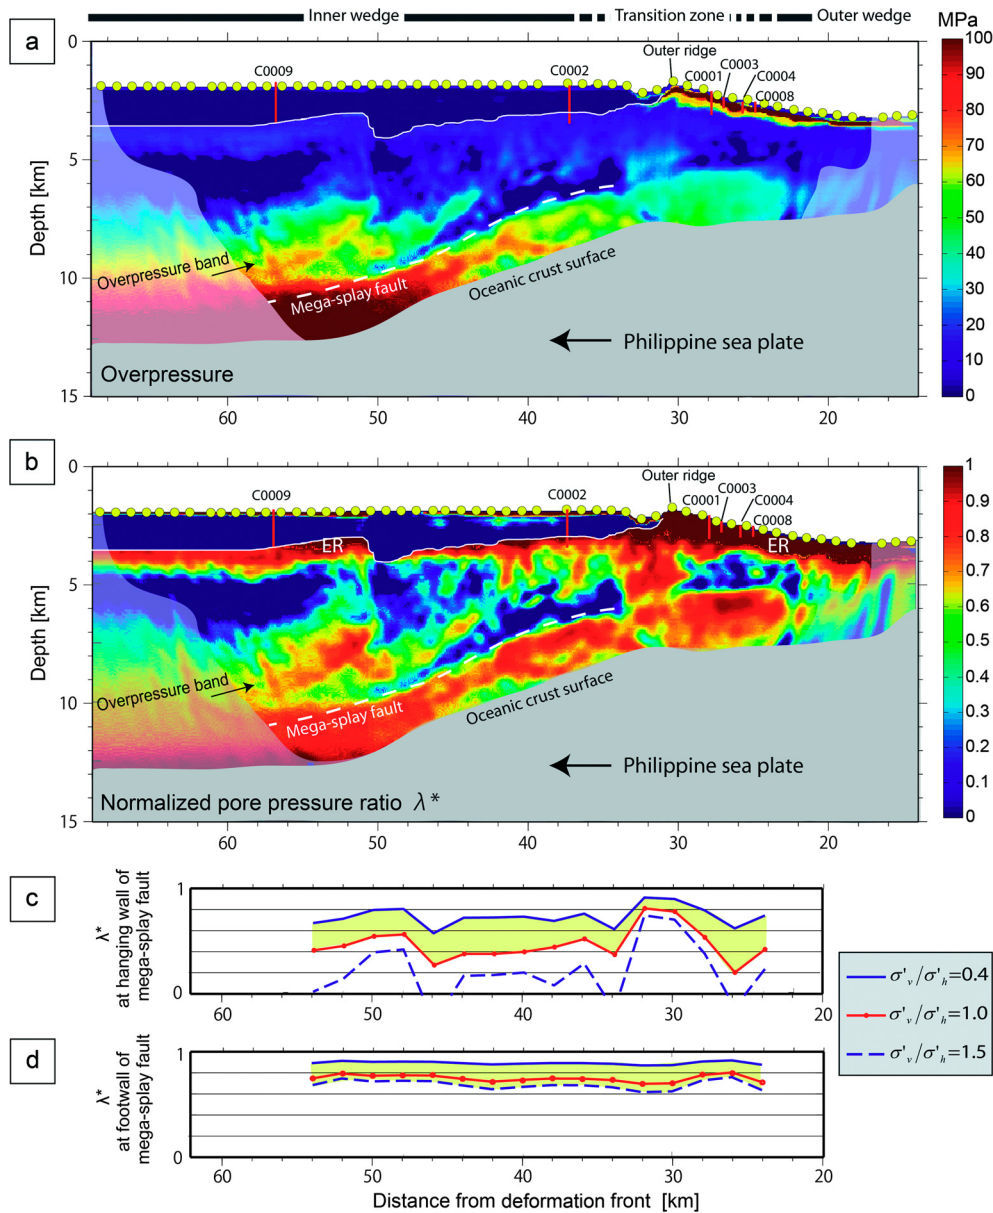 Inner wedge Transition zone Outer wedge
a
MPa
0
5
10
15
Depth [km]
C0009
C0002
Outer ridge
C0001
C0003
C0004
C0008
Overpressure band
Mega-splay fault
Oceanic crust surface
Philippine sea plate
Overpressure
60 50 40 30 20
100
90
80
70
60
50
40
30
20
10
0
b
0
5
10
15
Depth [km]
C0009
C0002
Outer ridge
C0001
C0003
C0004
C0008
ER
ER
Overpressure band
Mega-splay fault
Oceanic crust surface
Philippine sea plate
Normalized pore pressure ratio λ*
60 50 40 30 20
1
0.9
0.8
0.7
0.6
0.5
0.4
0.3
0.2
0.1
0
c
λ*
at hanging wall of
mega-splay fault
1
0
60 50 40 30 20
σ'v/σ'h=0.4
σ'v/σ'h=1.0
σ'v/σ'h=1.5
d
λ*
at footwall of
mega-splay fault
1
0
60 50 40 30 20
Distance from deformation front [km]